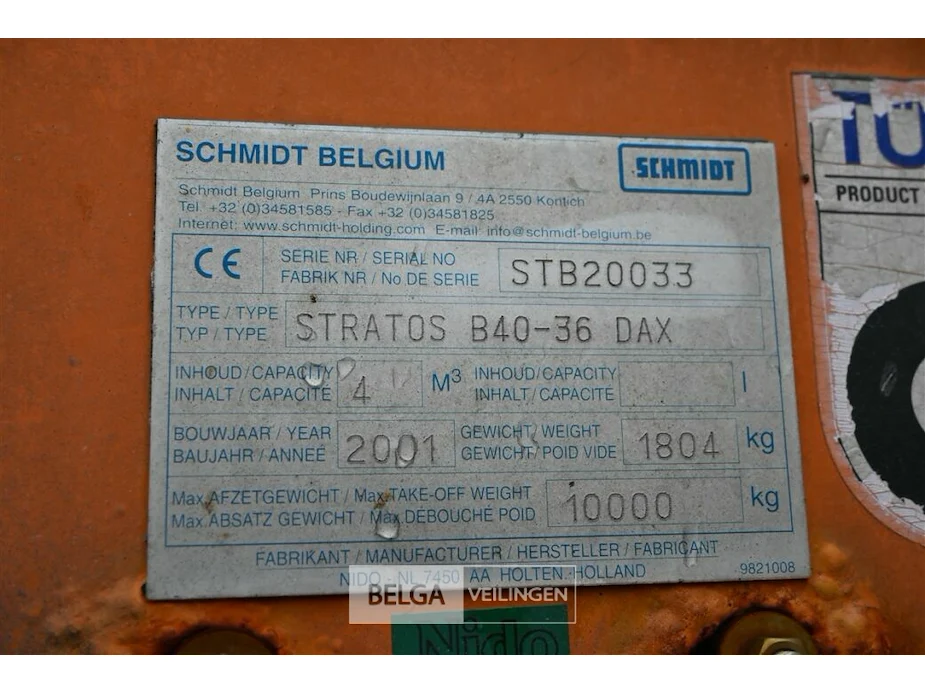 SCHMIDT BELGIUM
SCHMIDT
Schmidt Belgium Prins Boudewijnlaan 9 / 4A 2550 Kontich
Tel +32 (0)34581585 - Fax +32 (0)34581825
Internet: www.schmidt-holding.com E-mail info@schmidt-belgium.be
CE
SERIE NR / SERIAL NO
FABRIK NR / No DE SERIE
STB20033
TYPE / TYPE
TYP / TYPE
STRATOS B40-36 DAX
INHOUD / CAPACITY
INHALT / CAPACITE
4 M3
INHOUD / CAPACITY
INHALT / CAPACITE
l
BOUWJAAR / YEAR
BAUJAHR / ANNEÉ
2001
GEWICHT / WEIGHT
GEWICHT / POID VIDE
1804 kg
Max. AFZETGEWICHT / Max. TAKE-OFF WEIGHT
Max. ABSATZ GEWICHT / Max. DÉBOUCHÉ POID
10000 kg
FABRIKANT / MANUFACTURER / HERSTELLER / FABRICANT
NIDO - NL 7450 AA HOLTEN-HOLLAND
9821008
BELGA VEILINGEN
Nido
TÜ
PRODUCT